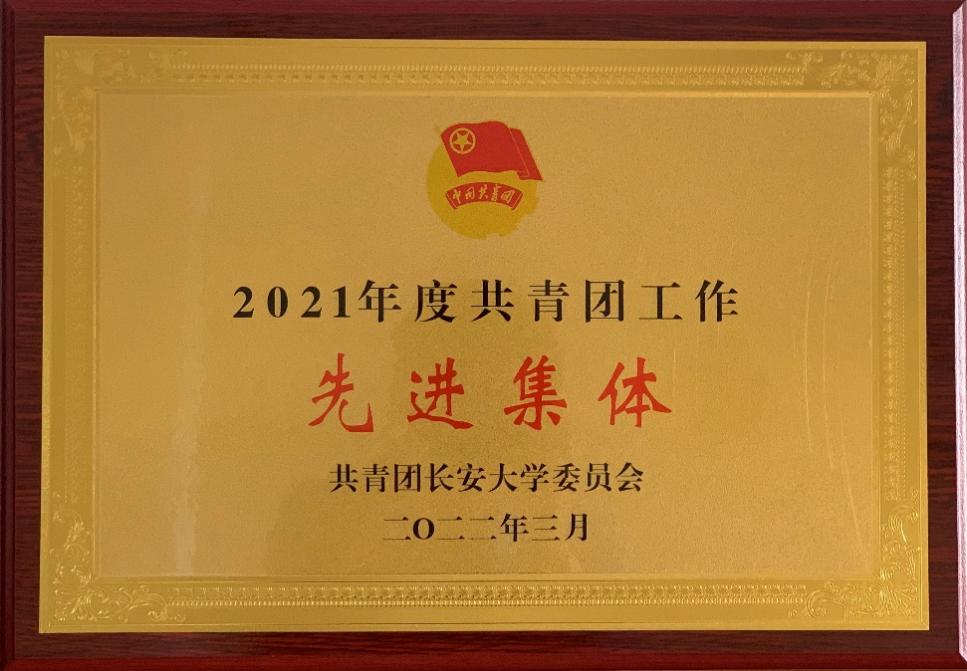 中国共青团
2021年度共青团工作
先进集体
共青团长安大学委员会
二O二二年三月